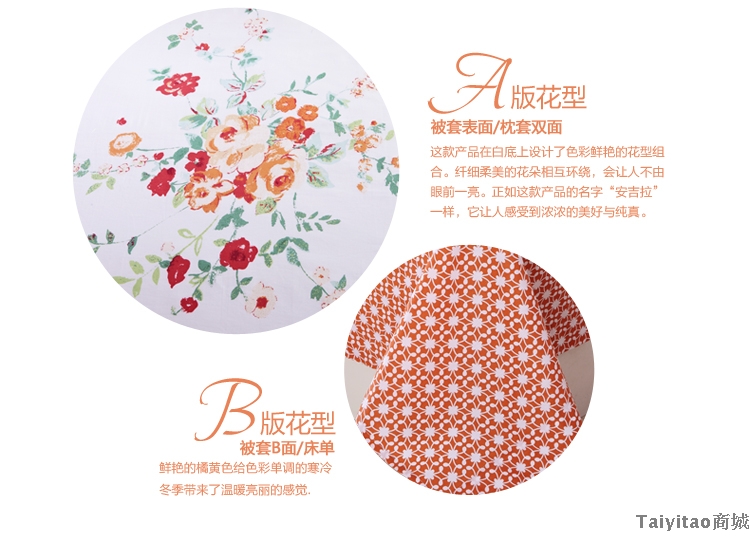 A版花型
被套表面/枕套双面
这款产品在白底上设计了色彩鲜艳的花型组
合。纤细柔美的花朵相互环绕，会让人不由
眼前一亮。正如这款产品的名字“安吉拉”
一样，它让人感受到浓浓的美好与纯真。
B版花型
被套B面/床单
鲜艳的橘黄色给色彩单调的寒冷
冬季带来了温暖亮丽的感觉.
Taiyitao商城